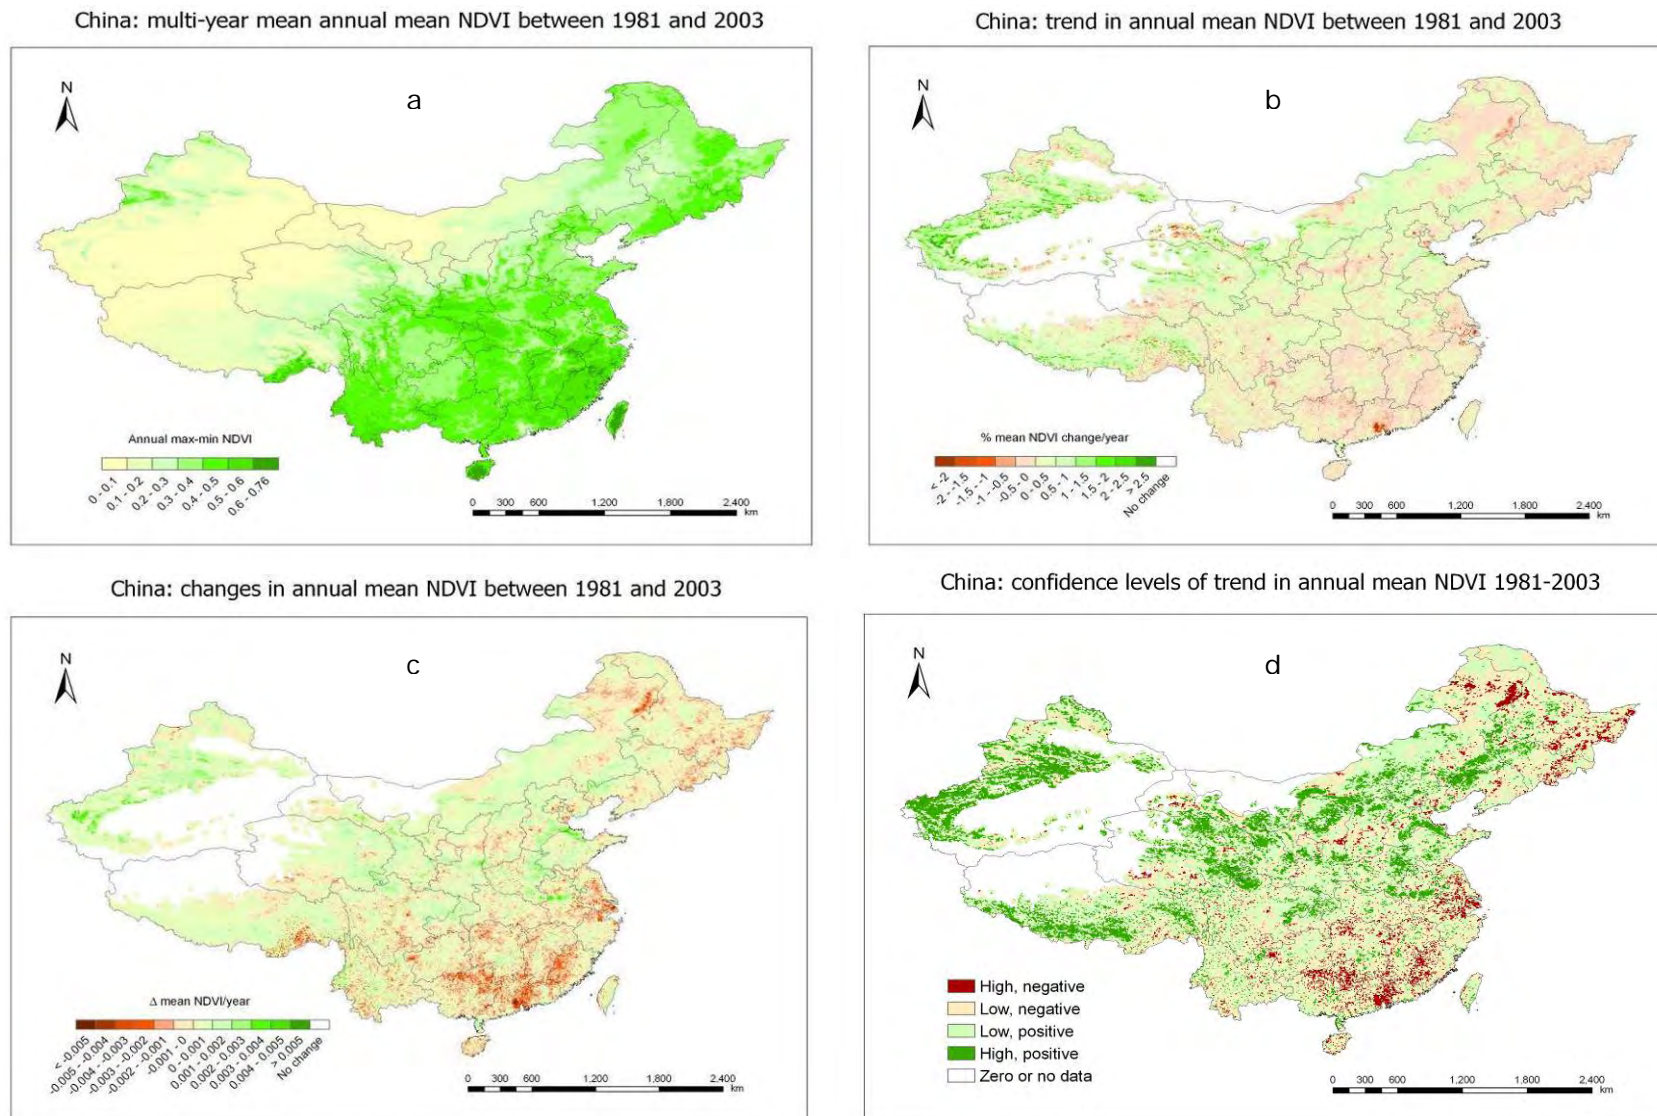 China: multi-year mean annual mean NDVI between 1981 and 2003
N
a
Annual max-min NDVI
0 - 0.1
0.1 - 0.2
0.2 - 0.3
0.3 - 0.4
0.4 - 0.5
0.5 - 0.6
0.6 - 0.76
0 300 600 1,200 1,800 2,400
km
China: trend in annual mean NDVI between 1981 and 2003
N
b
% mean NDVI change/year
< -2
-2 - -1.5
-1.5 - -1
-1 - -0.5
-0.5 - 0
0 - 0.5
0.5 - 1
1 - 1.5
1.5 - 2
2 - 2.5
> 2.5
No change
0 300 600 1,200 1,800 2,400
km
China: changes in annual mean NDVI between 1981 and 2003
N
c
Δ mean NDVI/year
< -0.005
-0.005 - -0.004
-0.004 - -0.003
-0.003 - -0.002
-0.002 - -0.001
-0.001 - 0
0 - 0.001
0.001 - 0.002
0.002 - 0.003
0.003 - 0.004
0.004 - 0.005
> 0.005
No change
0 300 600 1,200 1,800 2,400
km
China: confidence levels of trend in annual mean NDVI 1981-2003
N
d
High, negative
Low, negative
Low, positive
High, positive
Zero or no data
0 300 600 1,200 1,800 2,400
km